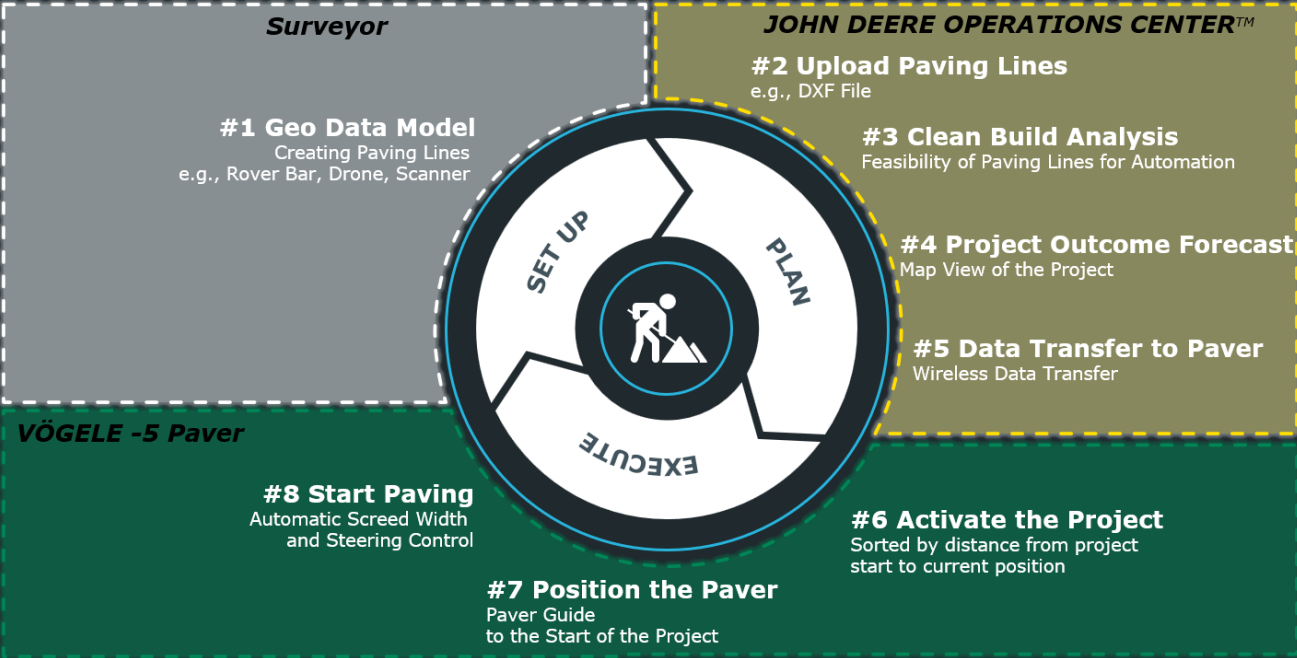 Surveyor
#1 Geo Data Model
Creating Paving Lines
e.g., Rover Bar, Drone, Scanner
JOHN DEERE OPERATIONS CENTER™
#2 Upload Paving Lines
e.g., DXF File
#3 Clean Build Analysis
Feasibility of Paving Lines for Automation
#4 Project Outcome Forecast
Map View of the Project
#5 Data Transfer to Paver
Wireless Data Transfer
SET UP
PLAN
EXECUTE
VÖGELE -5 Paver
#6 Activate the Project
Sorted by distance from project
start to current position
#7 Position the Paver
Paver Guide
to the Start of the Project
#8 Start Paving
Automatic Screed Width
and Steering Control